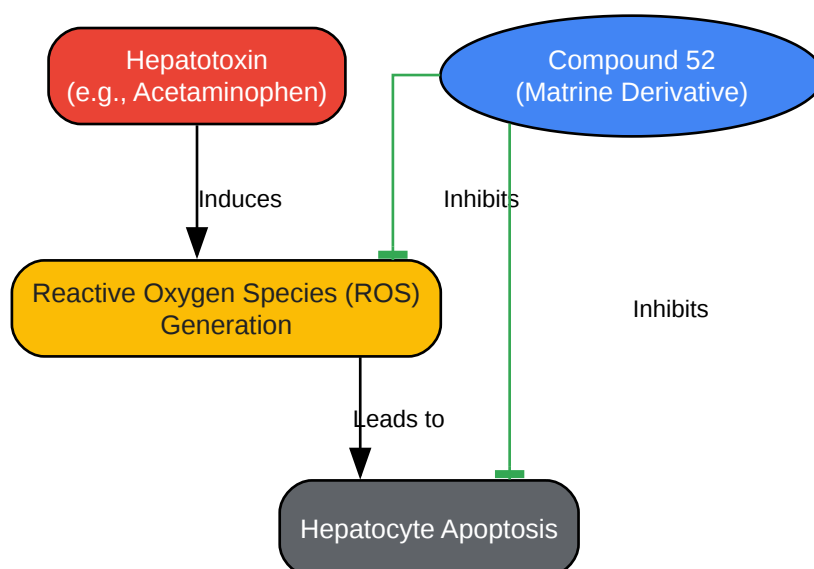 Hepatotoxin
(e.g., Acetaminophen)
Compound 52
(Matrine Derivative)
Induces
Inhibits
Reactive Oxygen Species (ROS)
Generation
Inhibits
Leads to
Hepatocyte Apoptosis